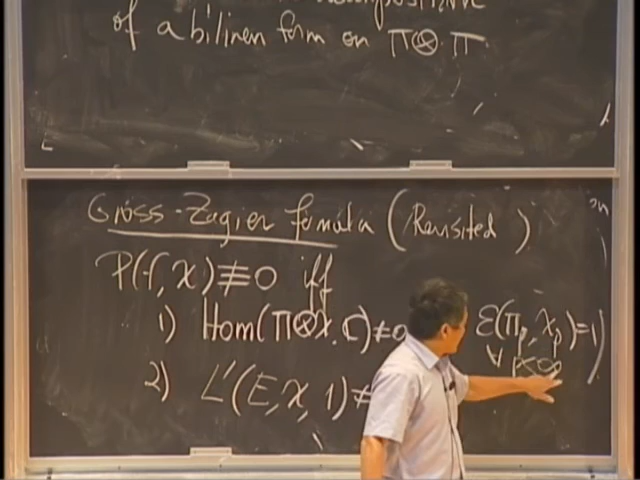 of a bilinear form on Π⊗Π
Gross-Zagier formula (Revisited)
P(f, χ) ≢ 0 iff
1) Hom(Π⊗χ, C) ≠ 0 ε(Π_p, χ_p) = 1)
∀ p<∞
2) L'(E, χ, 1) ≠